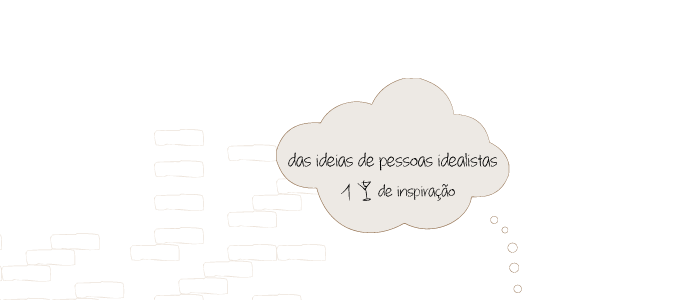 das ideias de pessoas idealistas
1 🍸 de inspiração